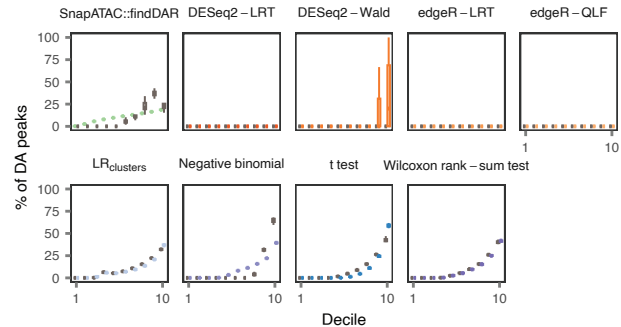 SnapATAC::findDAR DESeq2 – LRT DESeq2 – Wald edgeR – LRT edgeR – QLF
100
75
50
25
0
1 10
% of DA peaks
LRclusters Negative binomial t test Wilcoxon rank – sum test
100
75
50
25
0
1 10 1 10 1 10 1 10
Decile